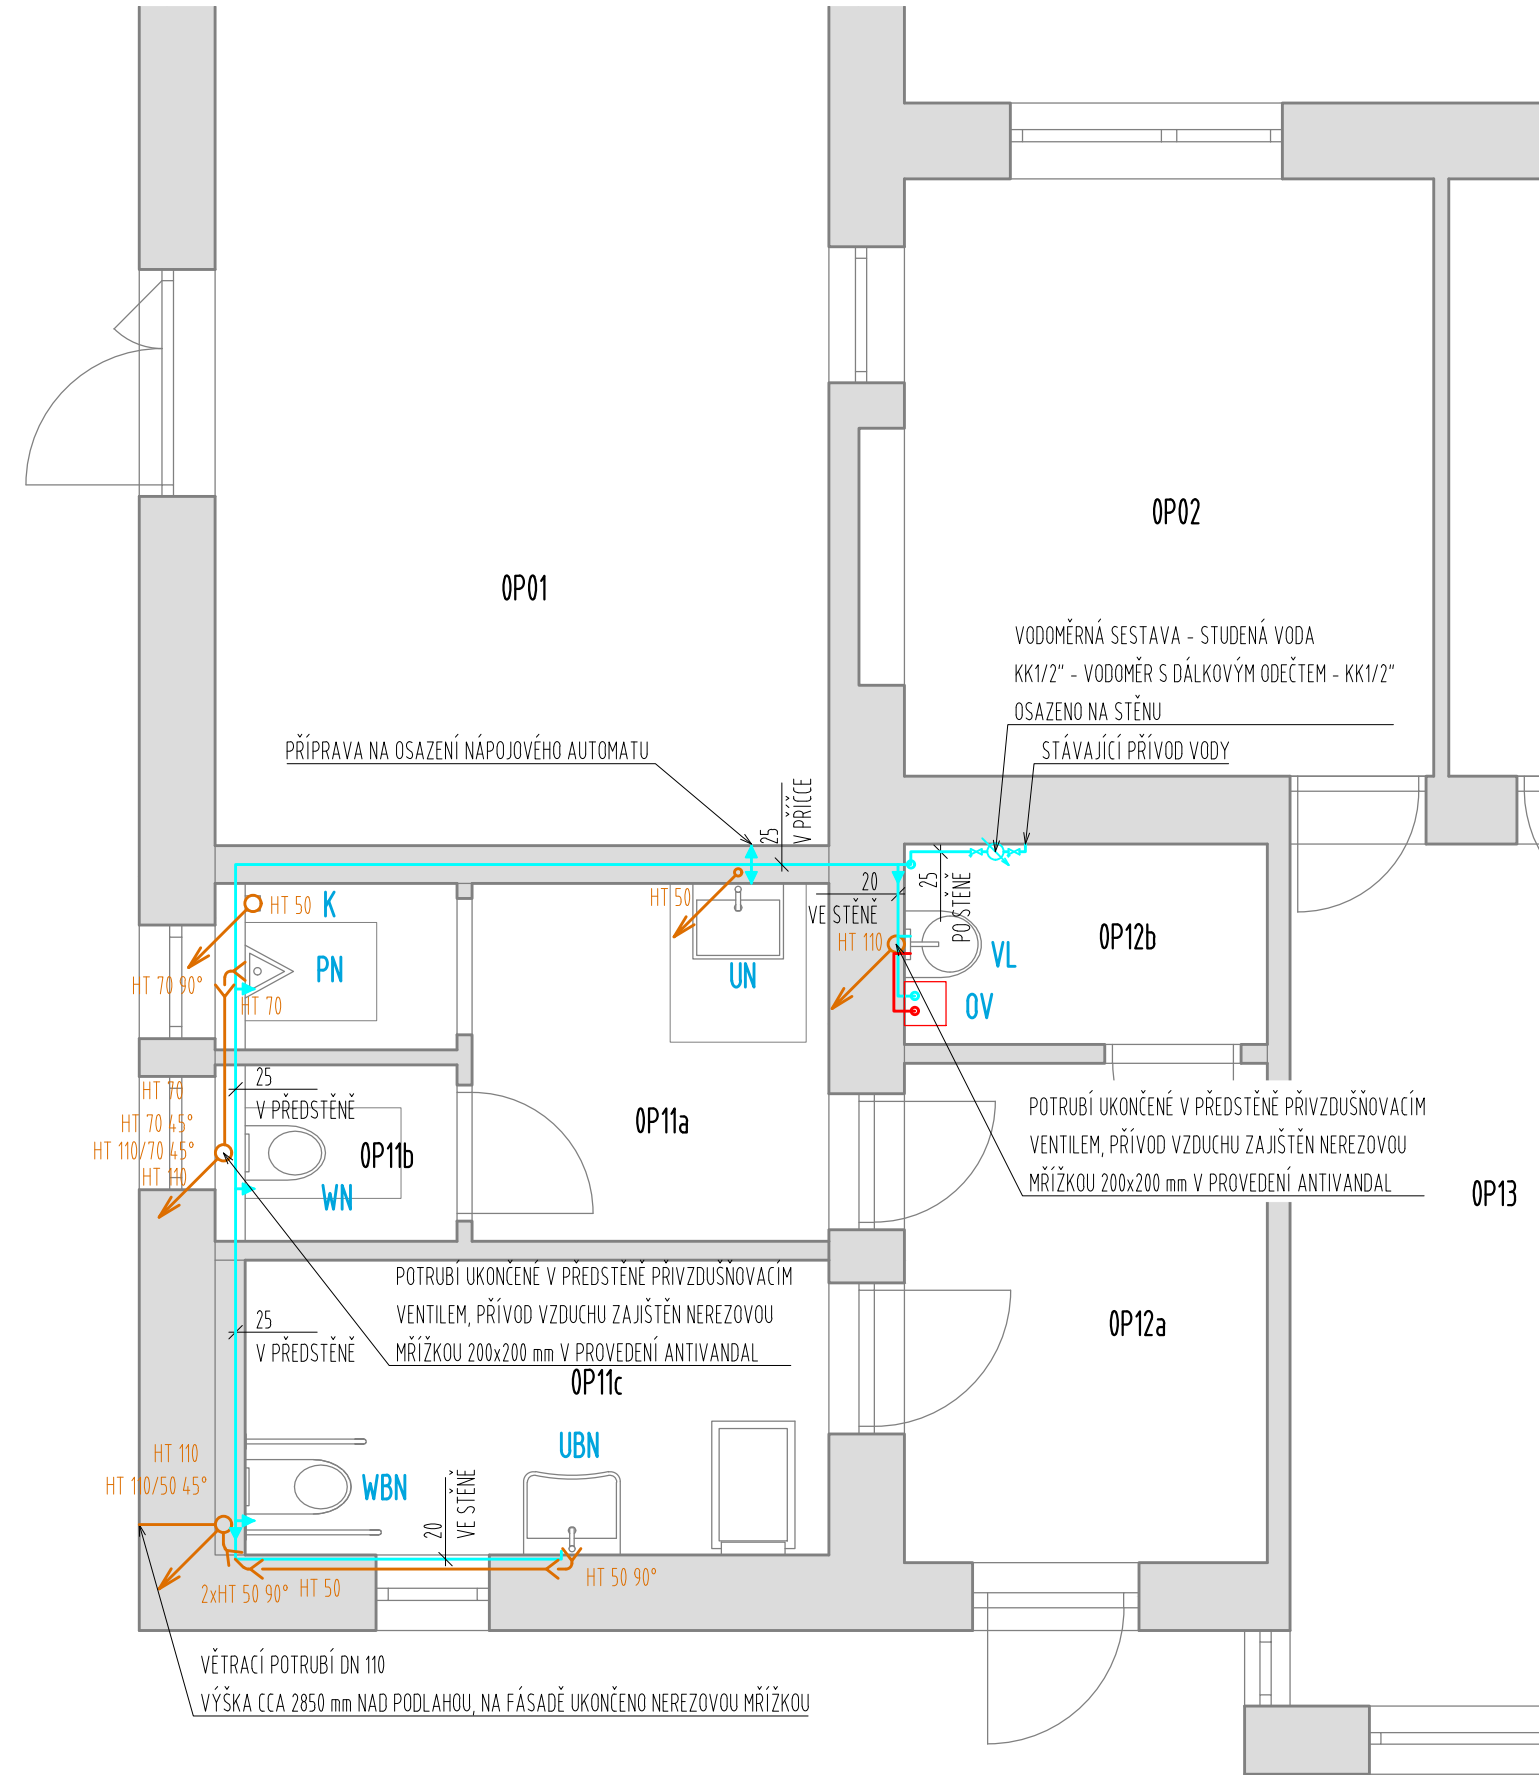 0P02
0P01
VODOMĚRNÁ SESTAVA - STUDENÁ VODA
KK1/2" - VODOMĚR S DÁLKOVÝM ODEČTEM - KK1/2"
OSAZENO NA STĚNU
STÁVAJÍCÍ PŘÍVOD VODY
PŘÍPRAVA NA OSAZENÍ NÁPOJOVÉHO AUTOMATU
25
V PŘÍČCE
20
VE STĚNĚ
25
PO STĚNĚ
HT 50
K
HT 50
HT 110
0P12b
VL
PN
UN
HT 70 90°
HT 70
OV
25
V PŘEDSTĚNĚ
HT 70
HT 70 45°
HT 110/70 45°
HT 110
0P11b
WN
0P11a
POTRUBÍ UKONČENÉ V PŘEDSTĚNĚ PŘIVZDUŠŇOVACÍM
VENTILEM, PŘÍVOD VZDUCHU ZAJIŠTĚN NEREZOVOU
MŘÍŽKOU 200x200 mm V PROVEDENÍ ANTIVANDAL
0P13
POTRUBÍ UKONČENÉ V PŘEDSTĚNĚ PŘIVZDUŠŇOVACÍM
VENTILEM, PŘÍVOD VZDUCHU ZAJIŠTĚN NEREZOVOU
MŘÍŽKOU 200x200 mm V PROVEDENÍ ANTIVANDAL
25
V PŘEDSTĚNĚ
0P12a
0P11c
UBN
WBN
HT 110
HT 110/50 45°
20
VE STĚNĚ
2xHT 50 90°
HT 50
HT 50 90°
VĚTRACÍ POTRUBÍ DN 110
VÝŠKA CCA 2850 mm NAD PODLAHOU, NA FASÁDĚ UKONČENO NEREZOVOU MŘÍŽKOU